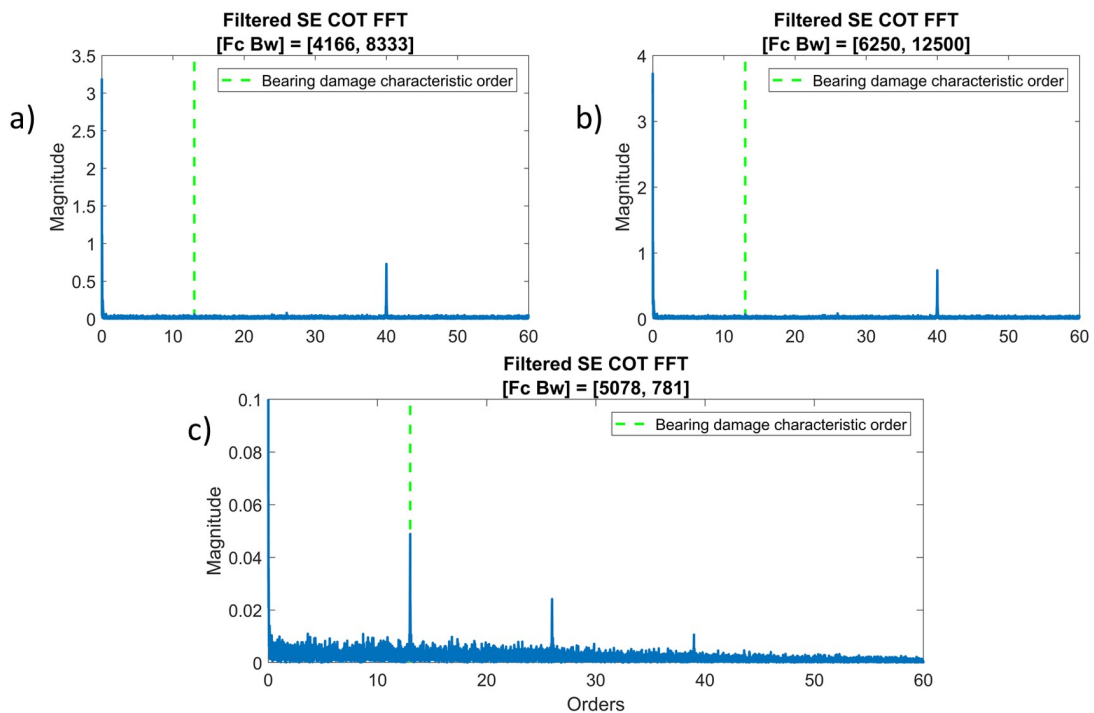 Filtered SE COT FFT
[Fc Bw] = [4166, 8333]
a)
Magnitude
3.5
3
2.5
2
1.5
1
0.5
0
Bearing damage characteristic order
0 10 20 30 40 50 60
Filtered SE COT FFT
[Fc Bw] = [6250, 12500]
b)
Magnitude
4
3
2
1
0
Bearing damage characteristic order
0 10 20 30 40 50 60
Filtered SE COT FFT
[Fc Bw] = [5078, 781]
c)
Magnitude
0.1
0.08
0.06
0.04
0.02
0
Bearing damage characteristic order
0 10 20 30 40 50 60
Orders